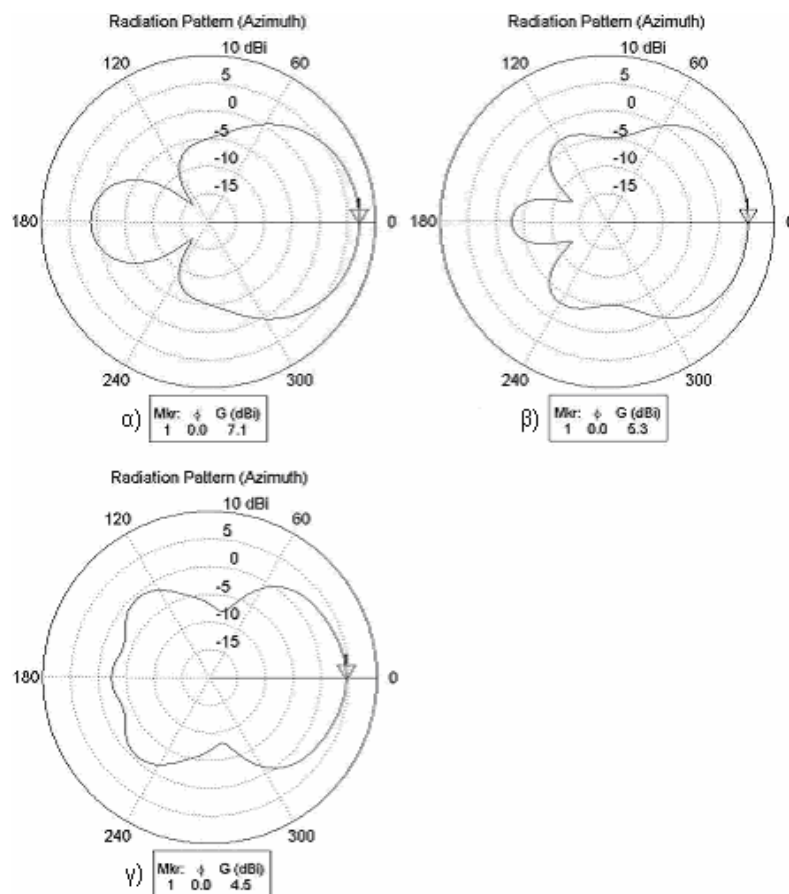 Radiation Pattern (Azimuth)
120
10 dBi
60
5
0
-5
-10
-15
180
1
0
240
300
α)
Mkr: ϕ G (dBi)
1 0.0 7.1
Radiation Pattern (Azimuth)
120
10 dBi
60
5
0
-5
-10
-15
180
1
0
240
300
β)
Mkr: ϕ G (dBi)
1 0.0 5.3
Radiation Pattern (Azimuth)
120
10 dBi
60
5
0
-5
-10
-15
180
1
0
240
300
γ)
Mkr: ϕ G (dBi)
1 0.0 4.5